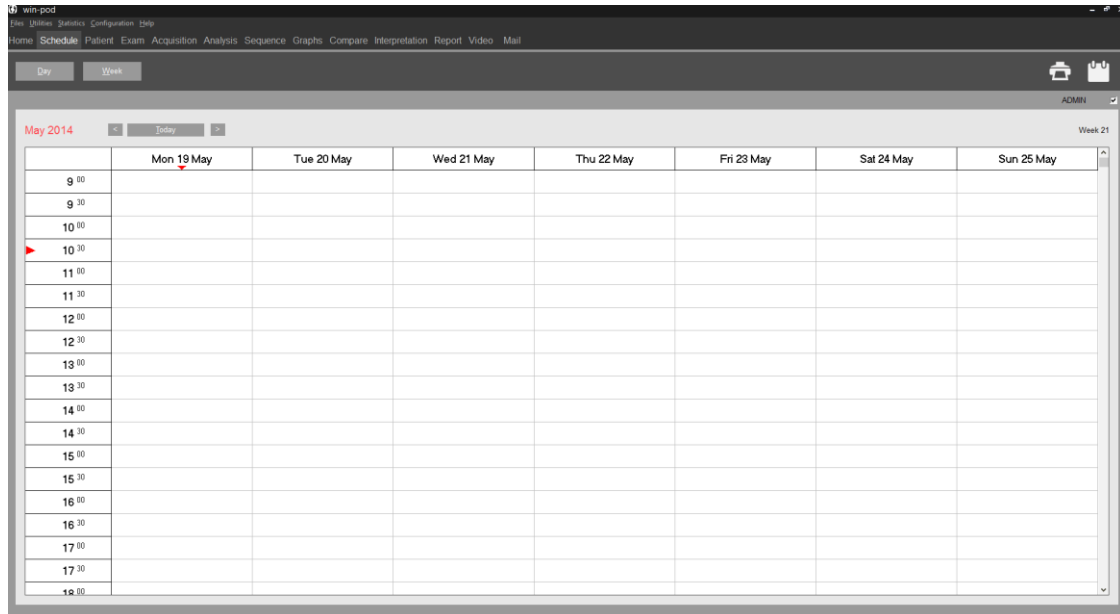 win-pod
Files Utilities Statistics Configuration Help
Home Schedule Patient Exam Acquisition Analysis Sequence Graphs Compare Interpretation Report Video Mail
Day Week
ADMIN
May 2014 < Today > Week 21
Mon 19 May Tue 20 May Wed 21 May Thu 22 May Fri 23 May Sat 24 May Sun 25 May
9 00
9 30
10 00
10 30
11 00
11 30
12 00
12 30
13 00
13 30
14 00
14 30
15 00
15 30
16 00
16 30
17 00
17 30
18 00